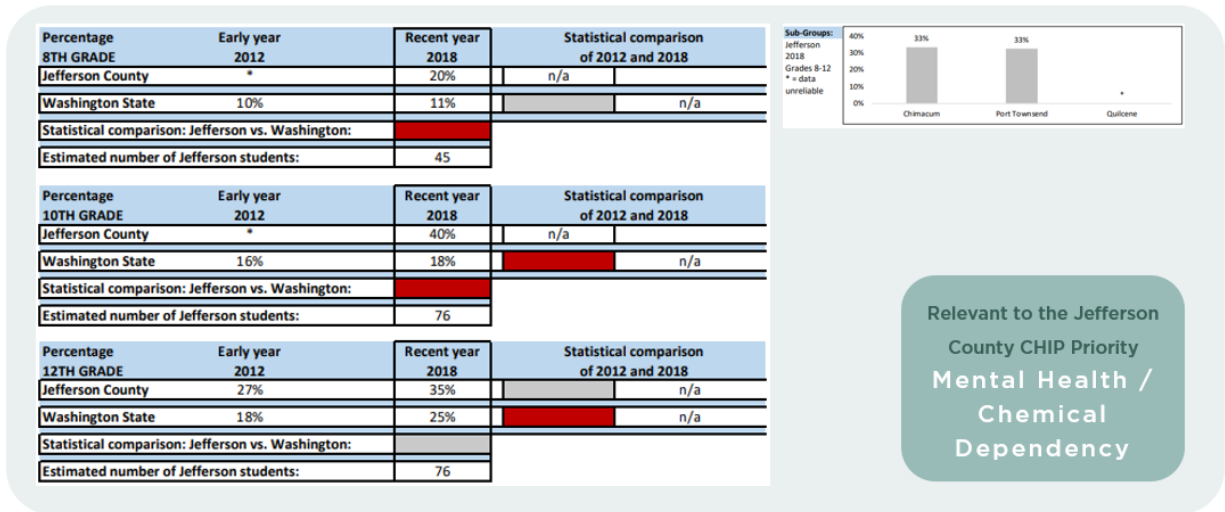 Percentage Early year Recent year Statistical comparison
8TH GRADE 2012 2018 of 2012 and 2018
Jefferson County * 20% n/a
Washington State 10% 11% n/a
Statistical comparison: Jefferson vs. Washington:
Estimated number of Jefferson students: 45
Percentage Early year Recent year Statistical comparison
10TH GRADE 2012 2018 of 2012 and 2018
Jefferson County * 40% n/a
Washington State 16% 18% n/a
Statistical comparison: Jefferson vs. Washington:
Estimated number of Jefferson students: 76
Percentage Early year Recent year Statistical comparison
12TH GRADE 2012 2018 of 2012 and 2018
Jefferson County 27% 35% n/a
Washington State 18% 25% n/a
Statistical comparison: Jefferson vs. Washington:
Estimated number of Jefferson students: 76
Sub-Groups:
Jefferson
2018
Grades 8-12
* = data
unreliable
40%
30%
20%
10%
0%
33% 33% *
Chimacum Port Townsend Quilcene
Relevant to the Jefferson
County CHIP Priority
Mental Health /
Chemical
Dependency